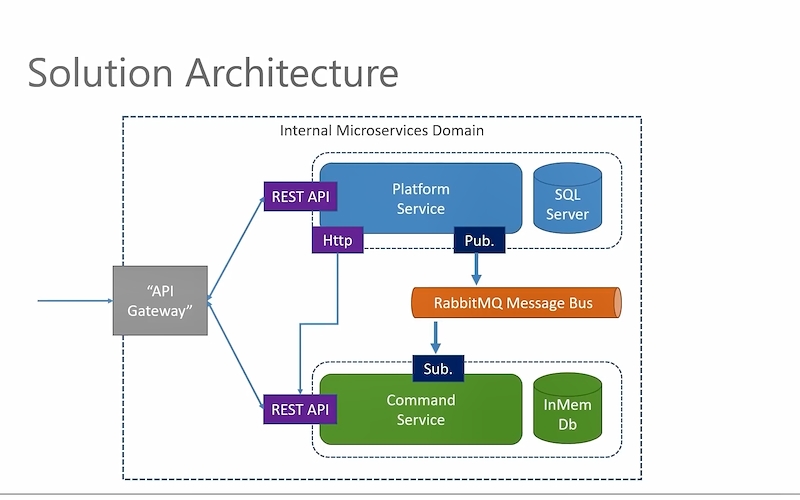 Solution Architecture
Internal Microservices Domain
REST API
Platform
Service
SQL
Server
Http
Pub.
“API
Gateway”
RabbitMQ Message Bus
Sub.
REST API
Command
Service
InMem
Db